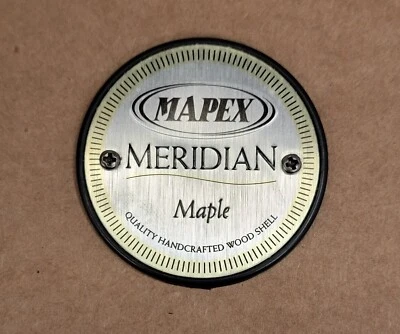 MAPEX
MERIDIAN
Maple
QUALITY HANDCRAFTED WOOD SHELL